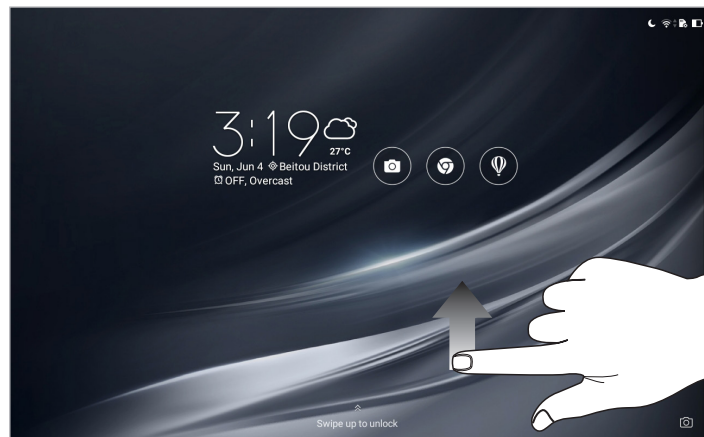 3:19
27°C
Sun, Jun 4 Beitou District
OFF, Overcast
Swipe up to unlock